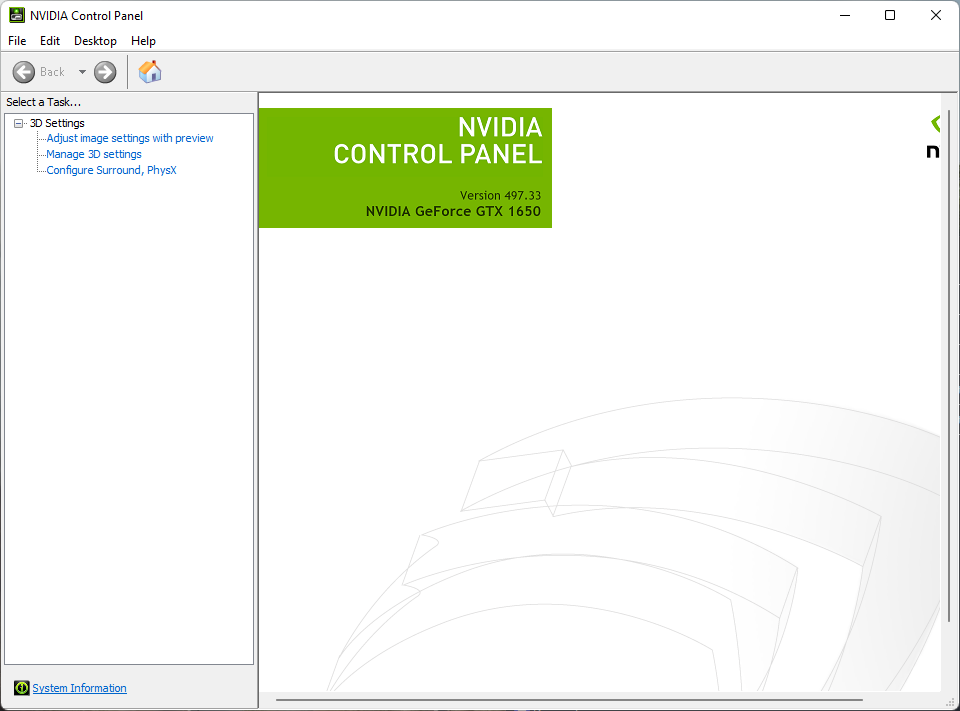 NVIDIA Control Panel
File Edit Desktop Help
Back
Select a Task...
3D Settings
Adjust image settings with preview
Manage 3D settings
Configure Surround, PhysX
System Information
NVIDIA
CONTROL PANEL
Version 497.33
NVIDIA GeForce GTX 1650
n